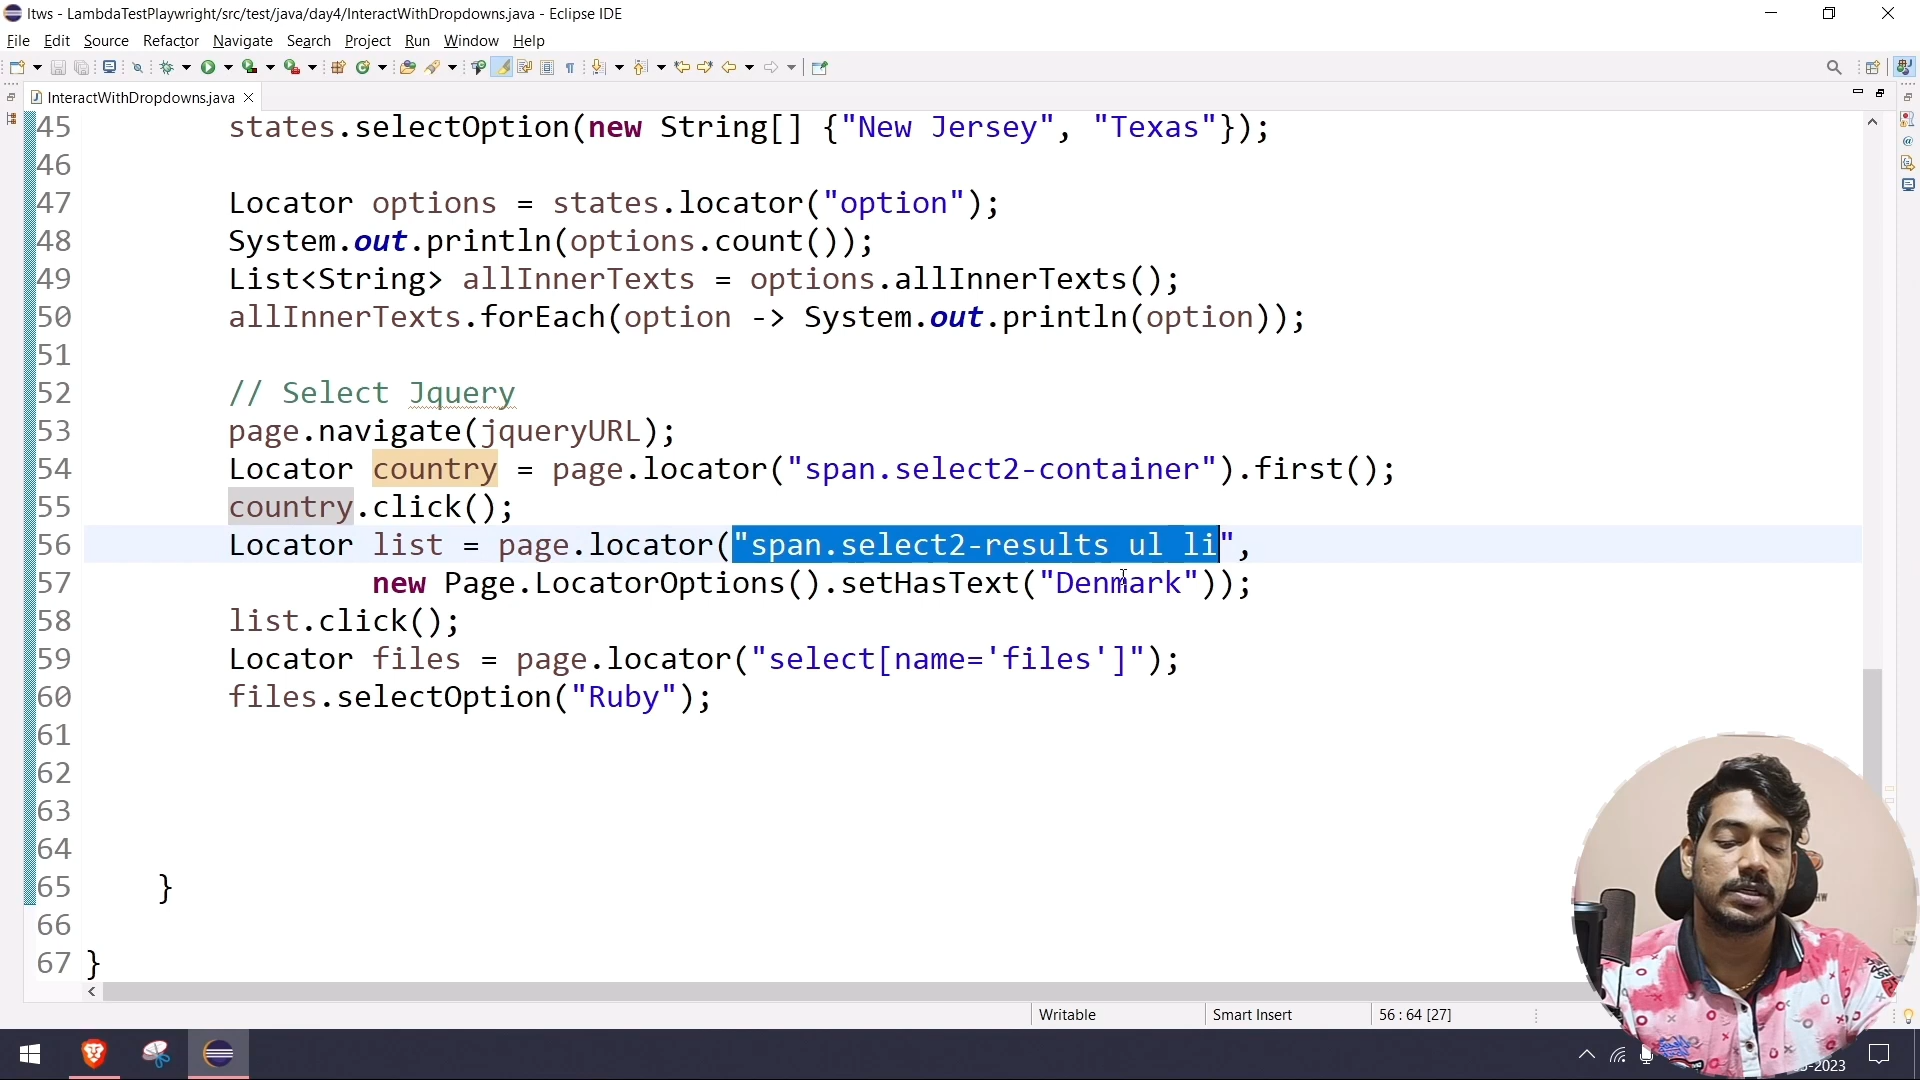 ltws - LambdaTestPlaywright/src/test/java/day4/InteractWithDropdowns.java - Eclipse IDE
File Edit Source Refactor Navigate Search Project Run Window Help
InteractWithDropdowns.java
45 states.selectOption(new String[] {"New Jersey", "Texas"});
46
47 Locator options = states.locator("option");
48 System.out.println(options.count());
49 List<String> allInnerTexts = options.allInnerTexts();
50 allInnerTexts.forEach(option -> System.out.println(option));
51
52 // Select Jquery
53 page.navigate(jqueryURL);
54 Locator country = page.locator("span.select2-container").first();
55 country.click();
56 Locator list = page.locator("span.select2-results ul li",
57 new Page.LocatorOptions().setHasText("Denmark"));
58 list.click();
59 Locator files = page.locator("select[name='files']");
60 files.selectOption("Ruby");
61
62
63
64
65 }
66
67 }
Writable Smart Insert 56 : 64 [27]
-2023